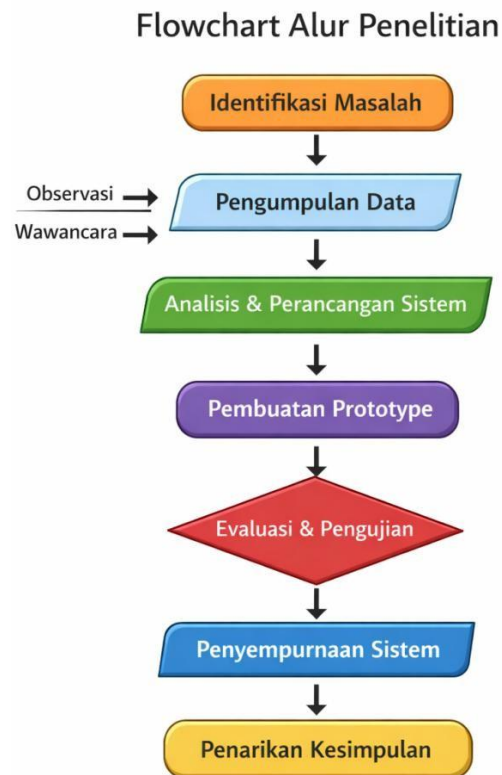 Flowchart Alur Penelitian
Identifikasi Masalah
Observasi
Pengumpulan Data
Wawancara
Analisis & Perancangan Sistem
Pembuatan Prototype
Evaluasi & Pengujian
Penyempurnaan Sistem
Penarikan Kesimpulan